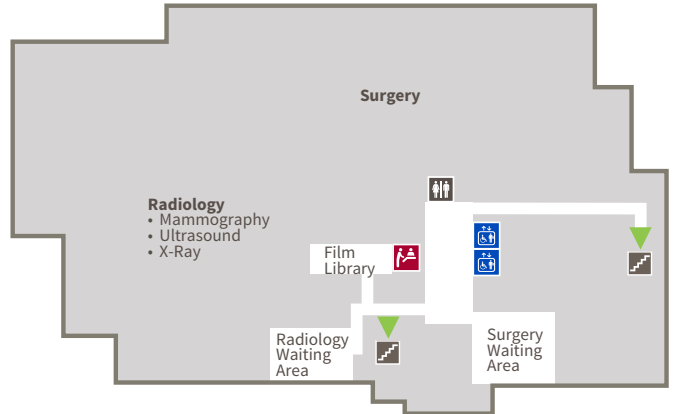 Surgery
Radiology
• Mammography
• Ultrasound
• X-Ray
Film
Library
Radiology
Waiting
Area
Surgery
Waiting
Area